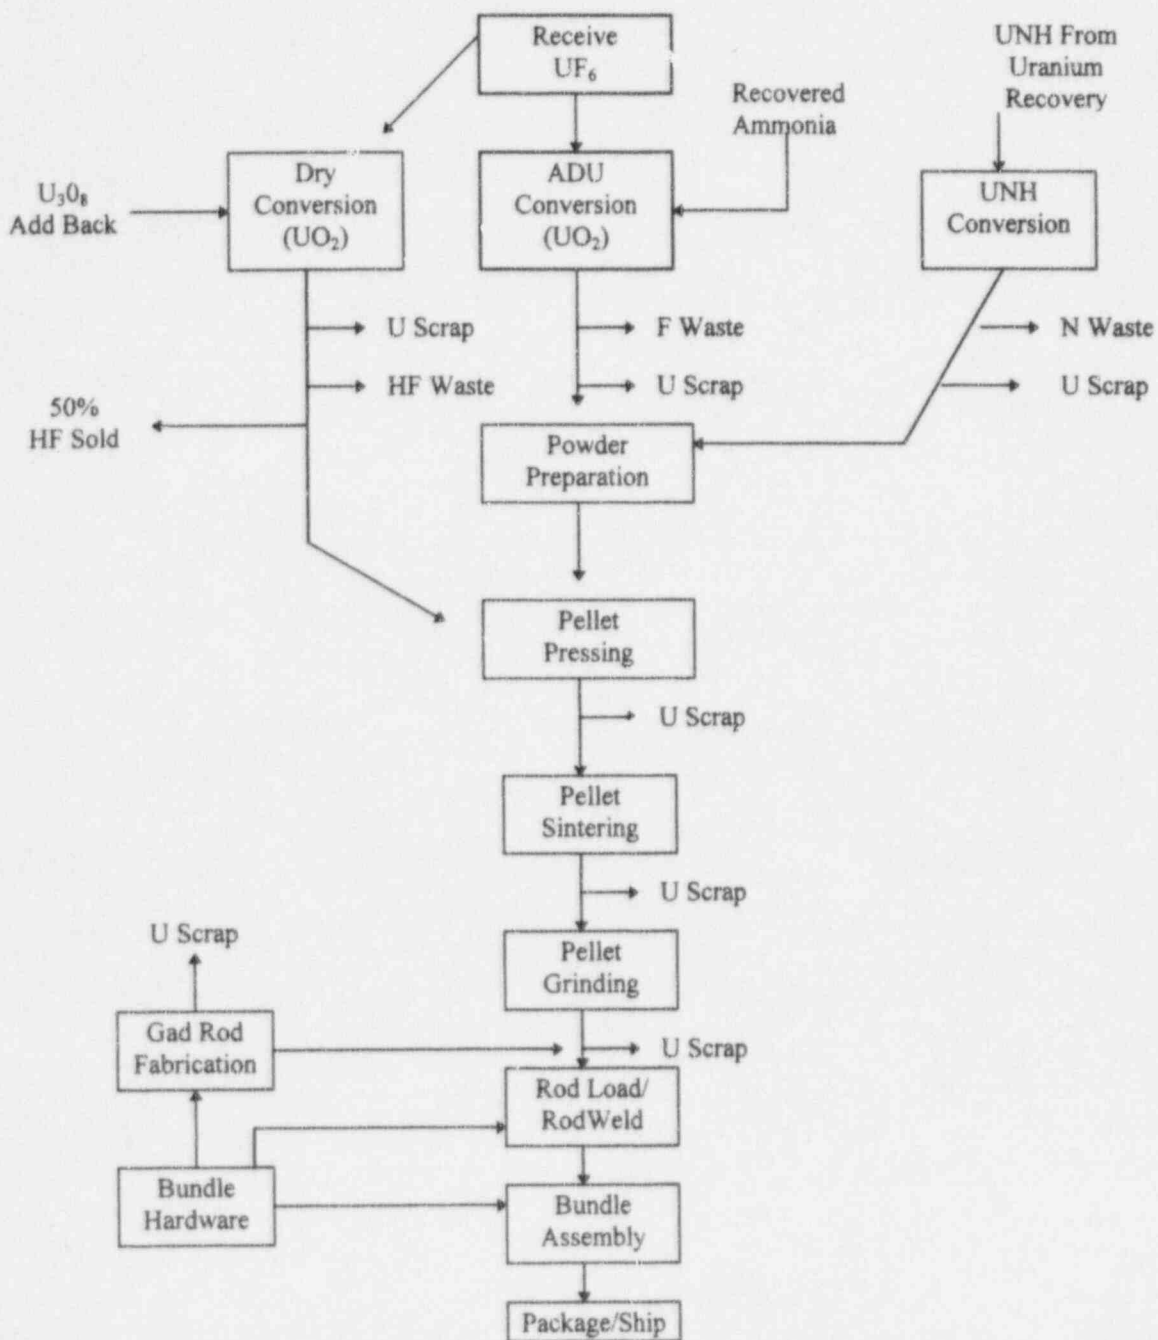 Receive
UF₆
UNH From
Uranium
Recovery
Recovered
Ammonia
U₃0₈
Add Back
Dry
Conversion
(UO₂)
ADU
Conversion
(UO₂)
UNH
Conversion
U Scrap
F Waste
N Waste
HF Waste
U Scrap
U Scrap
50%
HF Sold
Powder
Preparation
Pellet
Pressing
U Scrap
Pellet
Sintering
U Scrap
U Scrap
Pellet
Grinding
Gad Rod
Fabrication
U Scrap
Rod Load/
RodWeld
Bundle
Hardware
Bundle
Assembly
Package/Ship